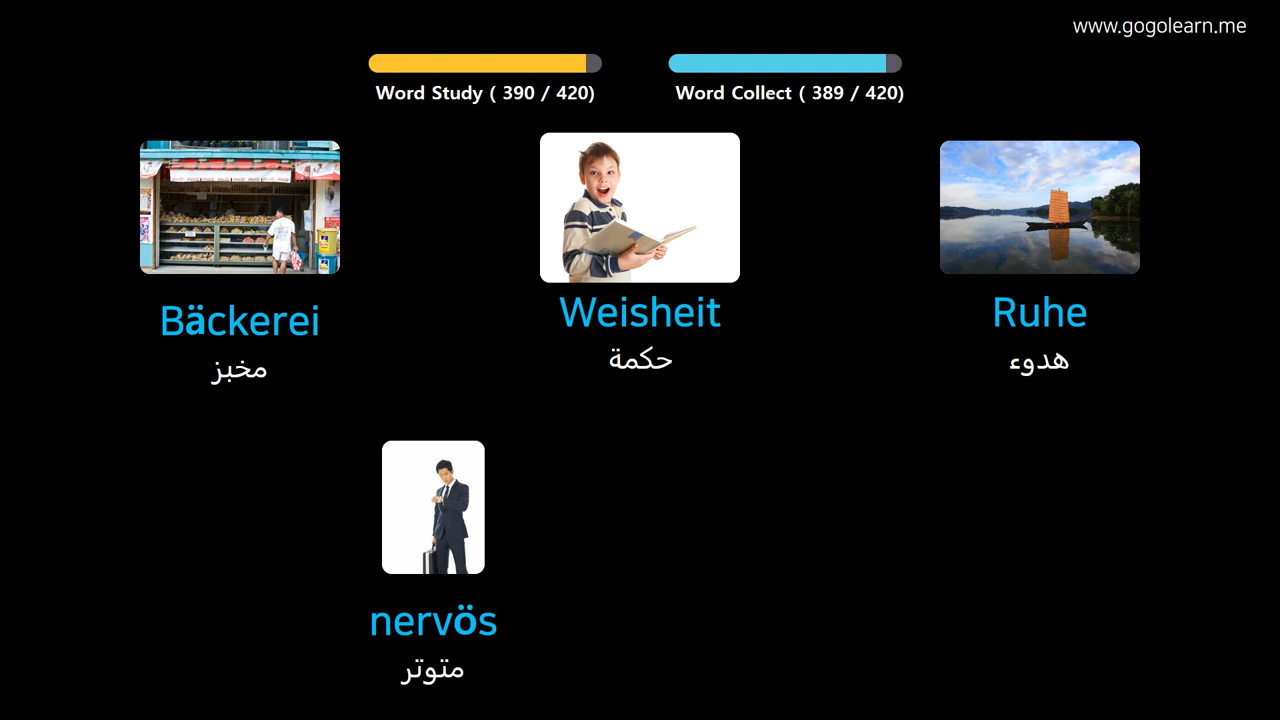 www.gogolearn.me
Word Study ( 390 / 420)
Word Collect ( 389 / 420)
Bäckerei
مخبز
Weisheit
حكمة
Ruhe
هدوء
nervös
متوتر